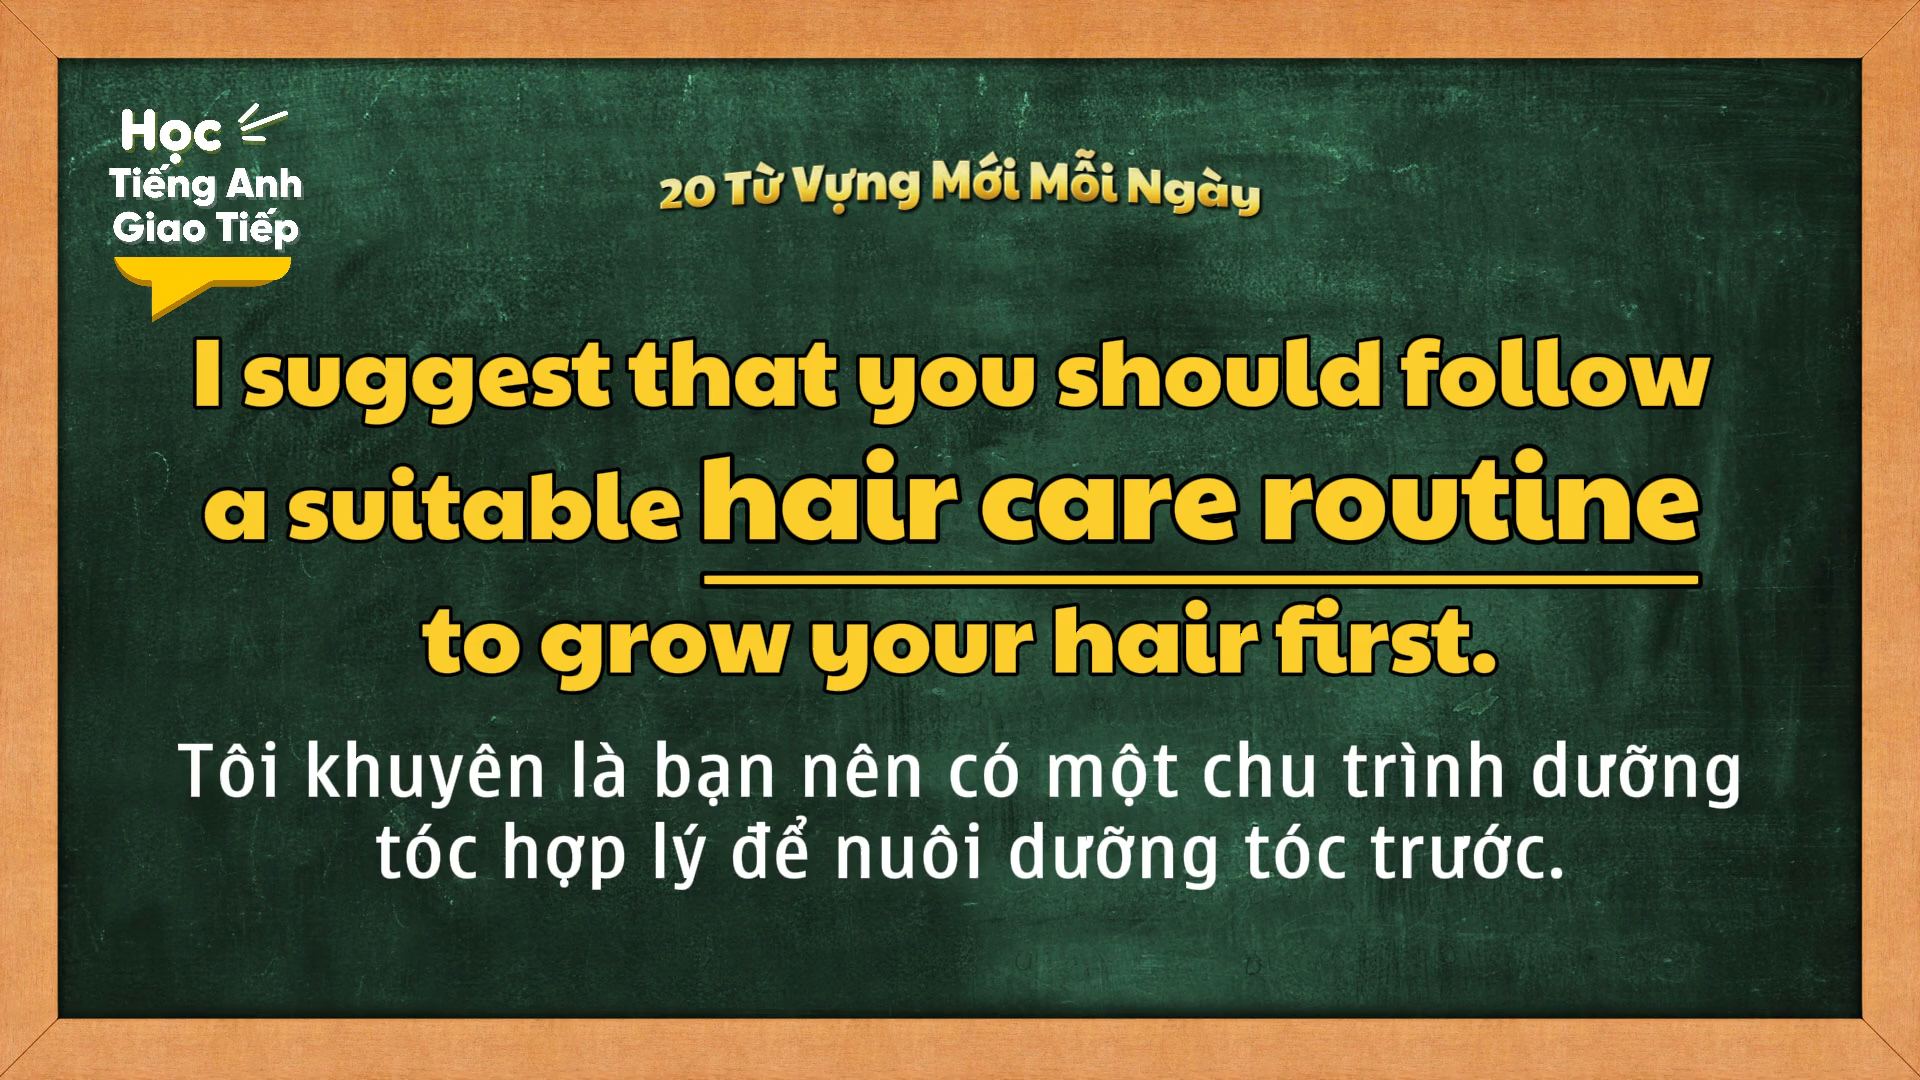 Học
Tiếng Anh
Giao Tiếp
20 Từ Vựng Mới Mỗi Ngày
I suggest that you should follow
a suitable hair care routine
to grow your hair first.
Tôi khuyên là bạn nên có một chu trình dưỡng
tóc hợp lý để nuôi dưỡng tóc trước.